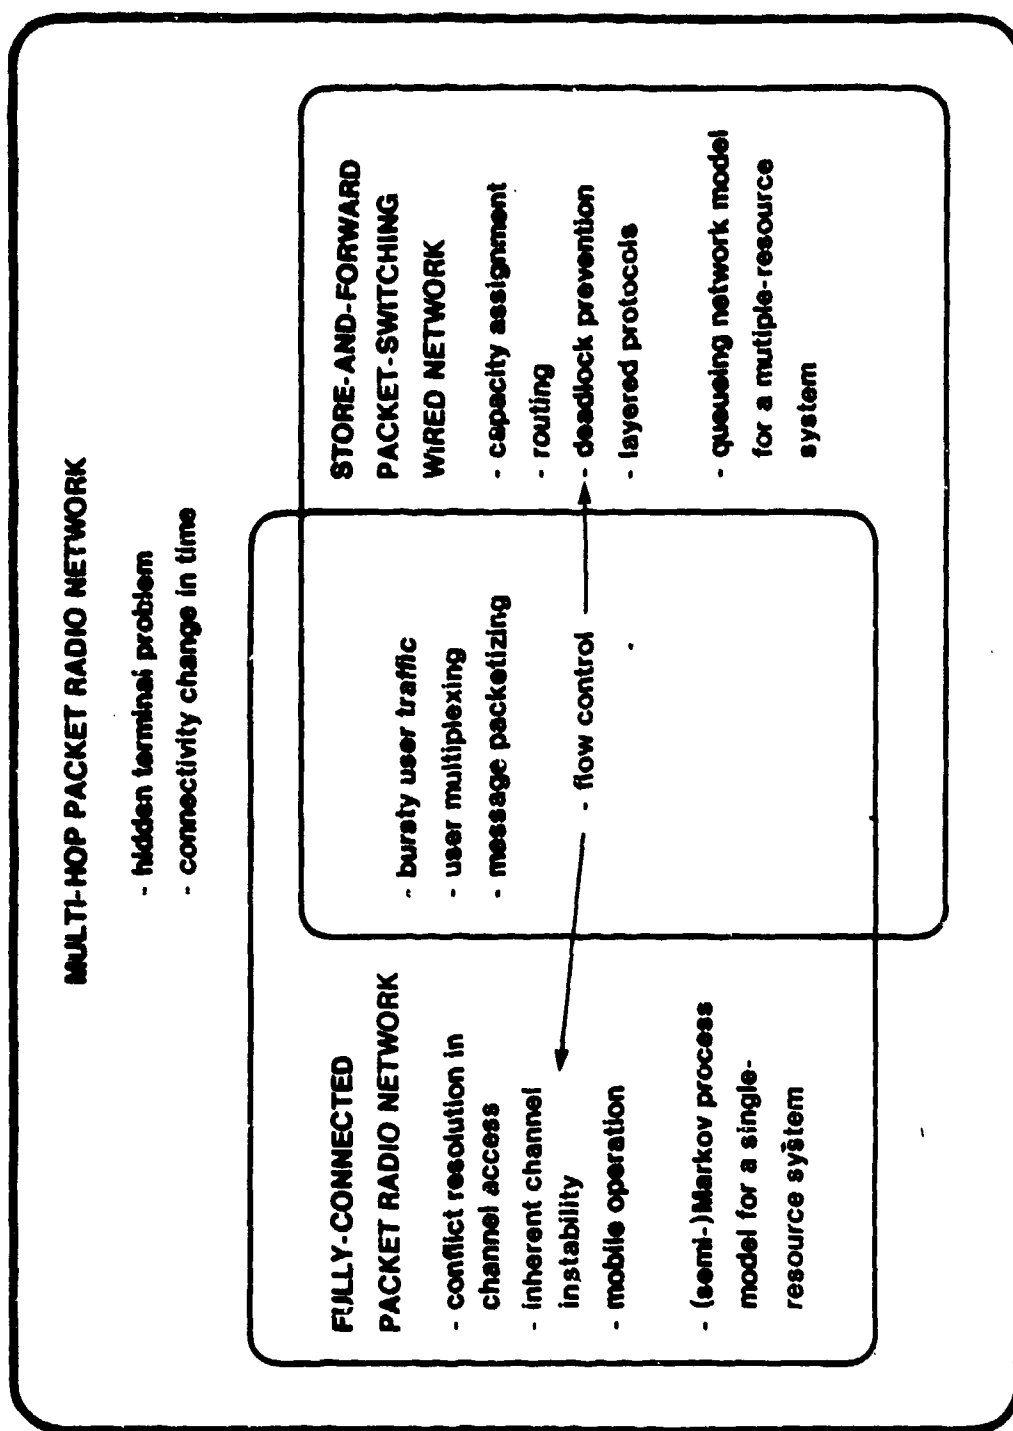 MULTI-HOP PACKET RADIO NETWORK
- hidden terminal problem
- connectivity change in time
FULLY-CONNECTED
PACKET RADIO NETWORK
- conflict resolution in
channel access
- inherent channel
instability
- mobile operation
- (semi-)Markov process
model for a single-
resource system
- bursty user traffic
- user multiplexing
- message packetizing
- flow control
STORE-AND-FORWARD
PACKET-SWITCHING
WIRED NETWORK
- capacity assignment
- routing
- deadlock prevention
- layered protocols
- queueing network model
for a mutiple-resource
system